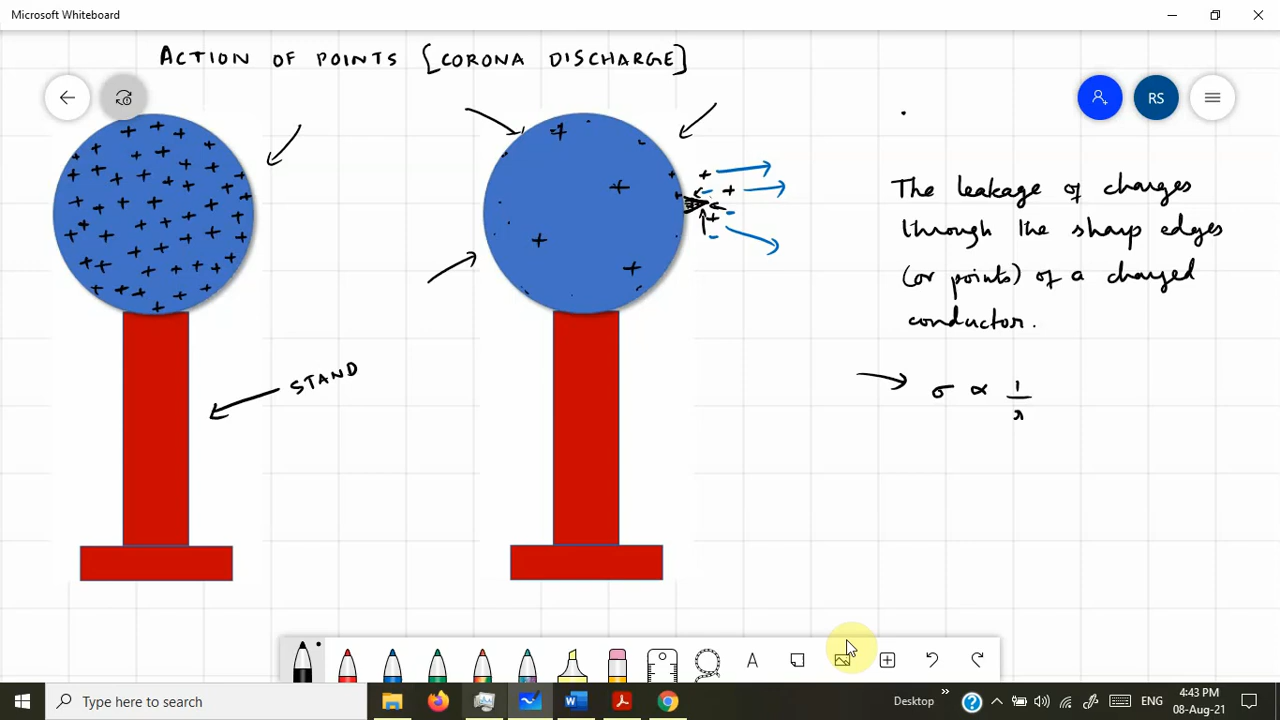 Microsoft Whiteboard
ACTION OF POINTS [CORONA DISCHARGE]
RS
The leakage of charges
through the sharp edges
(or points) of a charged
conductor.
STAND
σ ∝ 1/r
A
Type here to search
Desktop
ENG
4:43 PM
08-Aug-21